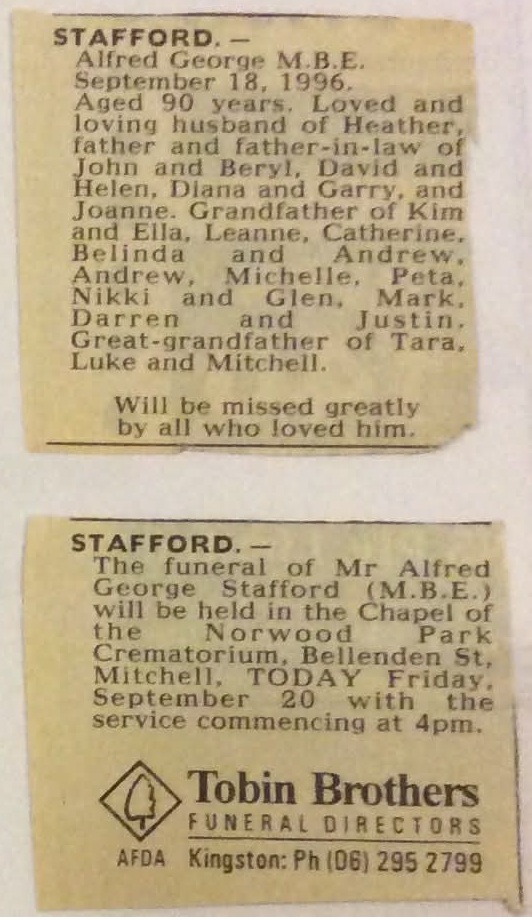 STAFFORD. —
Alfred George M.B.E.
September 18, 1996.
Aged 90 years. Loved and
loving husband of Heather,
father and father-in-law of
John and Beryl, David and
Helen, Diana and Garry, and
Joanne. Grandfather of Kim
and Ella, Leanne, Catherine,
Belinda and Andrew,
Andrew, Michelle, Peta,
Nikki and Glen, Mark,
Darren and Justin.
Great-grandfather of Tara,
Luke and Mitchell.
Will be missed greatly
by all who loved him.
STAFFORD. —
The funeral of Mr Alfred
George Stafford (M.B.E.)
will be held in the Chapel of
the Norwood Park
Crematorium, Bellenden St,
Mitchell, TODAY Friday,
September 20 with the
service commencing at 4pm.
Tobin Brothers
FUNERAL DIRECTORS
AFDA Kingston: Ph (06) 295 2799